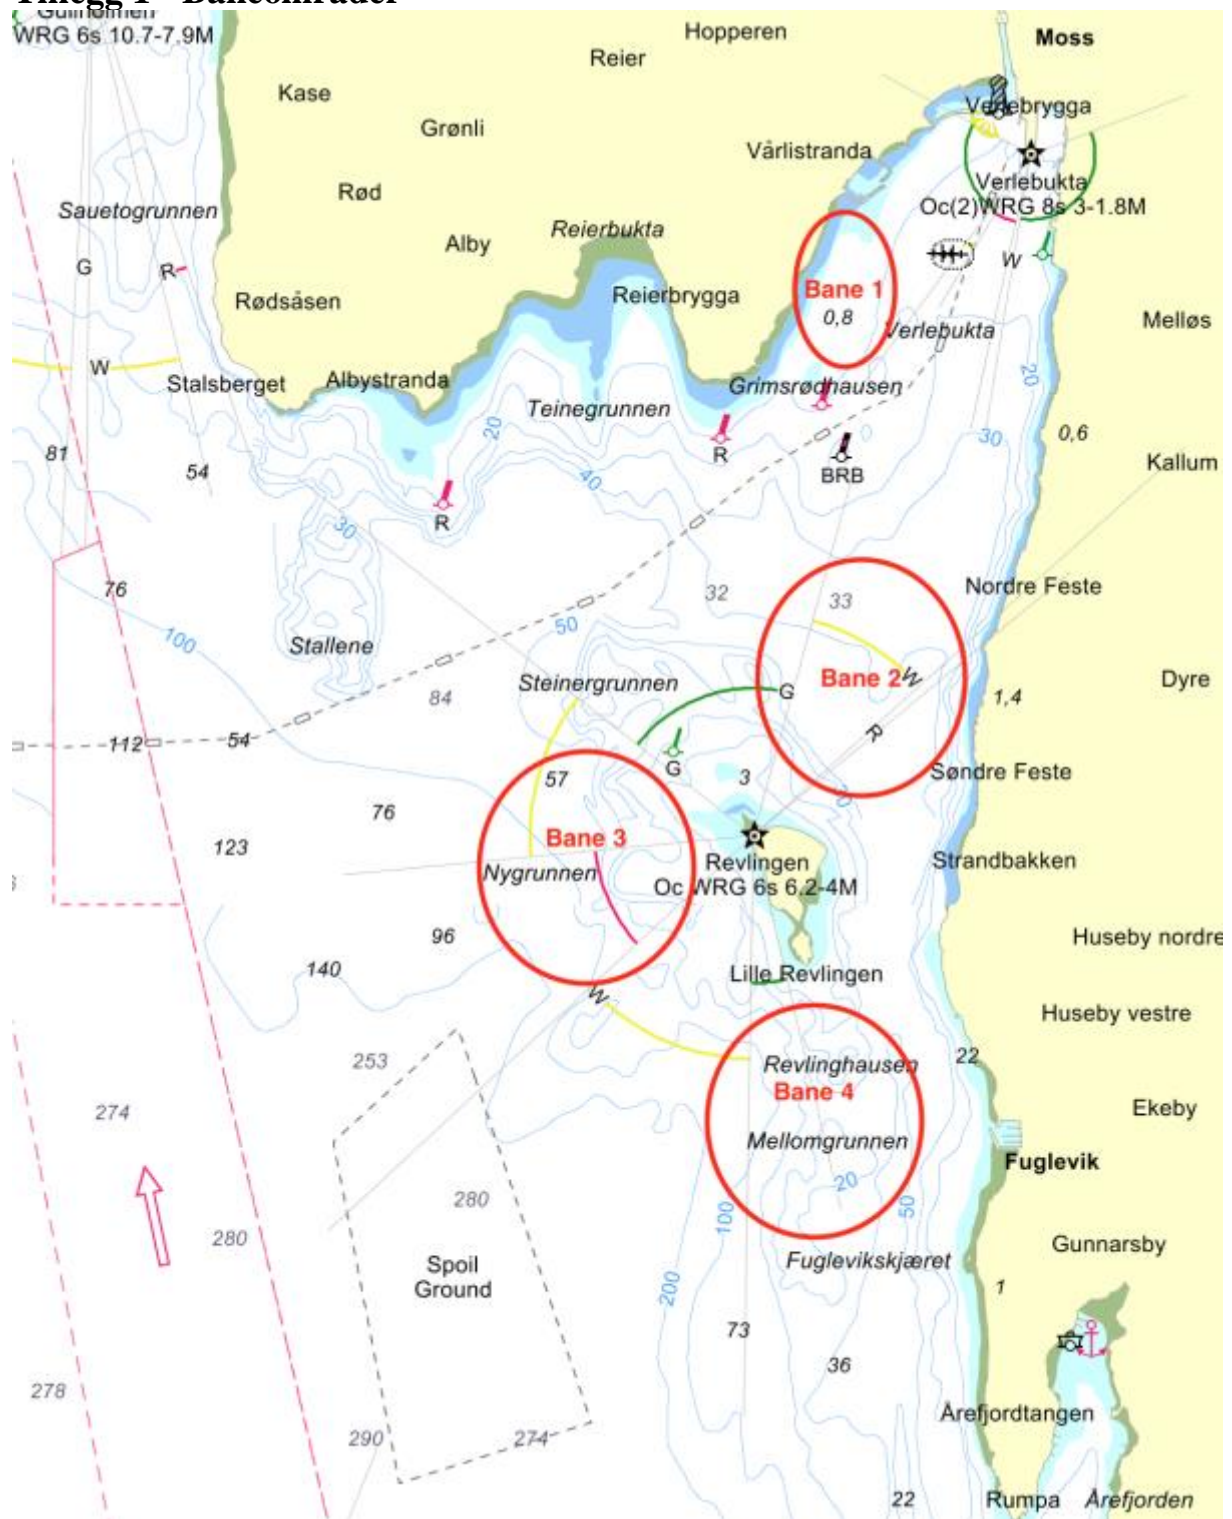 Tillegg 1 - Baneområder
Gullholmen
WRG 6s 10.7-7.9M
Hopperen
Moss
Reier
Kase
Verlebrygga
Grønli
Vårlistranda
Verlebukta
Oc(2)WRG 8s 3-1.8M
Rød
Sauetogrunnen
Reierbukta
Alby
W
G
R
Bane 1
Reierbrygga
Rødsåsen
0,8
Verlebukta
Melløs
W
Stalsberget
Albystranda
20
Grimsrødhausen
Teinegrunnen
20
30
0,6
81
R
54
BRB
Kallum
40
R
30
76
32
33
Nordre Feste
50
100
Stallene
Steinergrunnen
Bane 2
W
Dyre
84
G
1,4
112
54
R
G
57
3
Søndre Feste
76
Bane 3
123
Nygrunnen
Revlingen
Oc WRG 6s 6.2-4M
Strandbakken
96
Huseby nordre
140
Lille Revlingen
W
Huseby vestre
253
22
Revlinghausen
Bane 4
274
Ekeby
Mellomgrunnen
Fuglevik
20
280
50
100
280
Gunnarsby
Spoil
Ground
Fuglevikskjæret
200
1
73
36
278
Årefjordtangen
290
274
22
Rumpa
Årefjorden